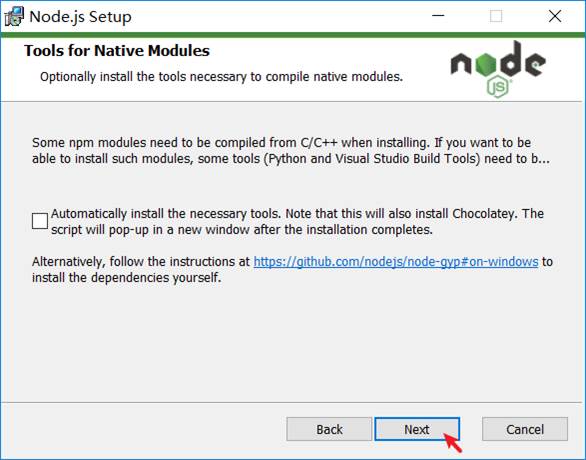 Node.js Setup
Tools for Native Modules
Optionally install the tools necessary to compile native modules.
node
JS
Some npm modules need to be compiled from C/C++ when installing. If you want to be
able to install such modules, some tools (Python and Visual Studio Build Tools) need to b...
Automatically install the necessary tools. Note that this will also install Chocolatey. The
script will pop-up in a new window after the installation completes.
Alternatively, follow the instructions at https://github.com/nodejs/node-gyp#on-windows to
install the dependencies yourself.
Back Next Cancel